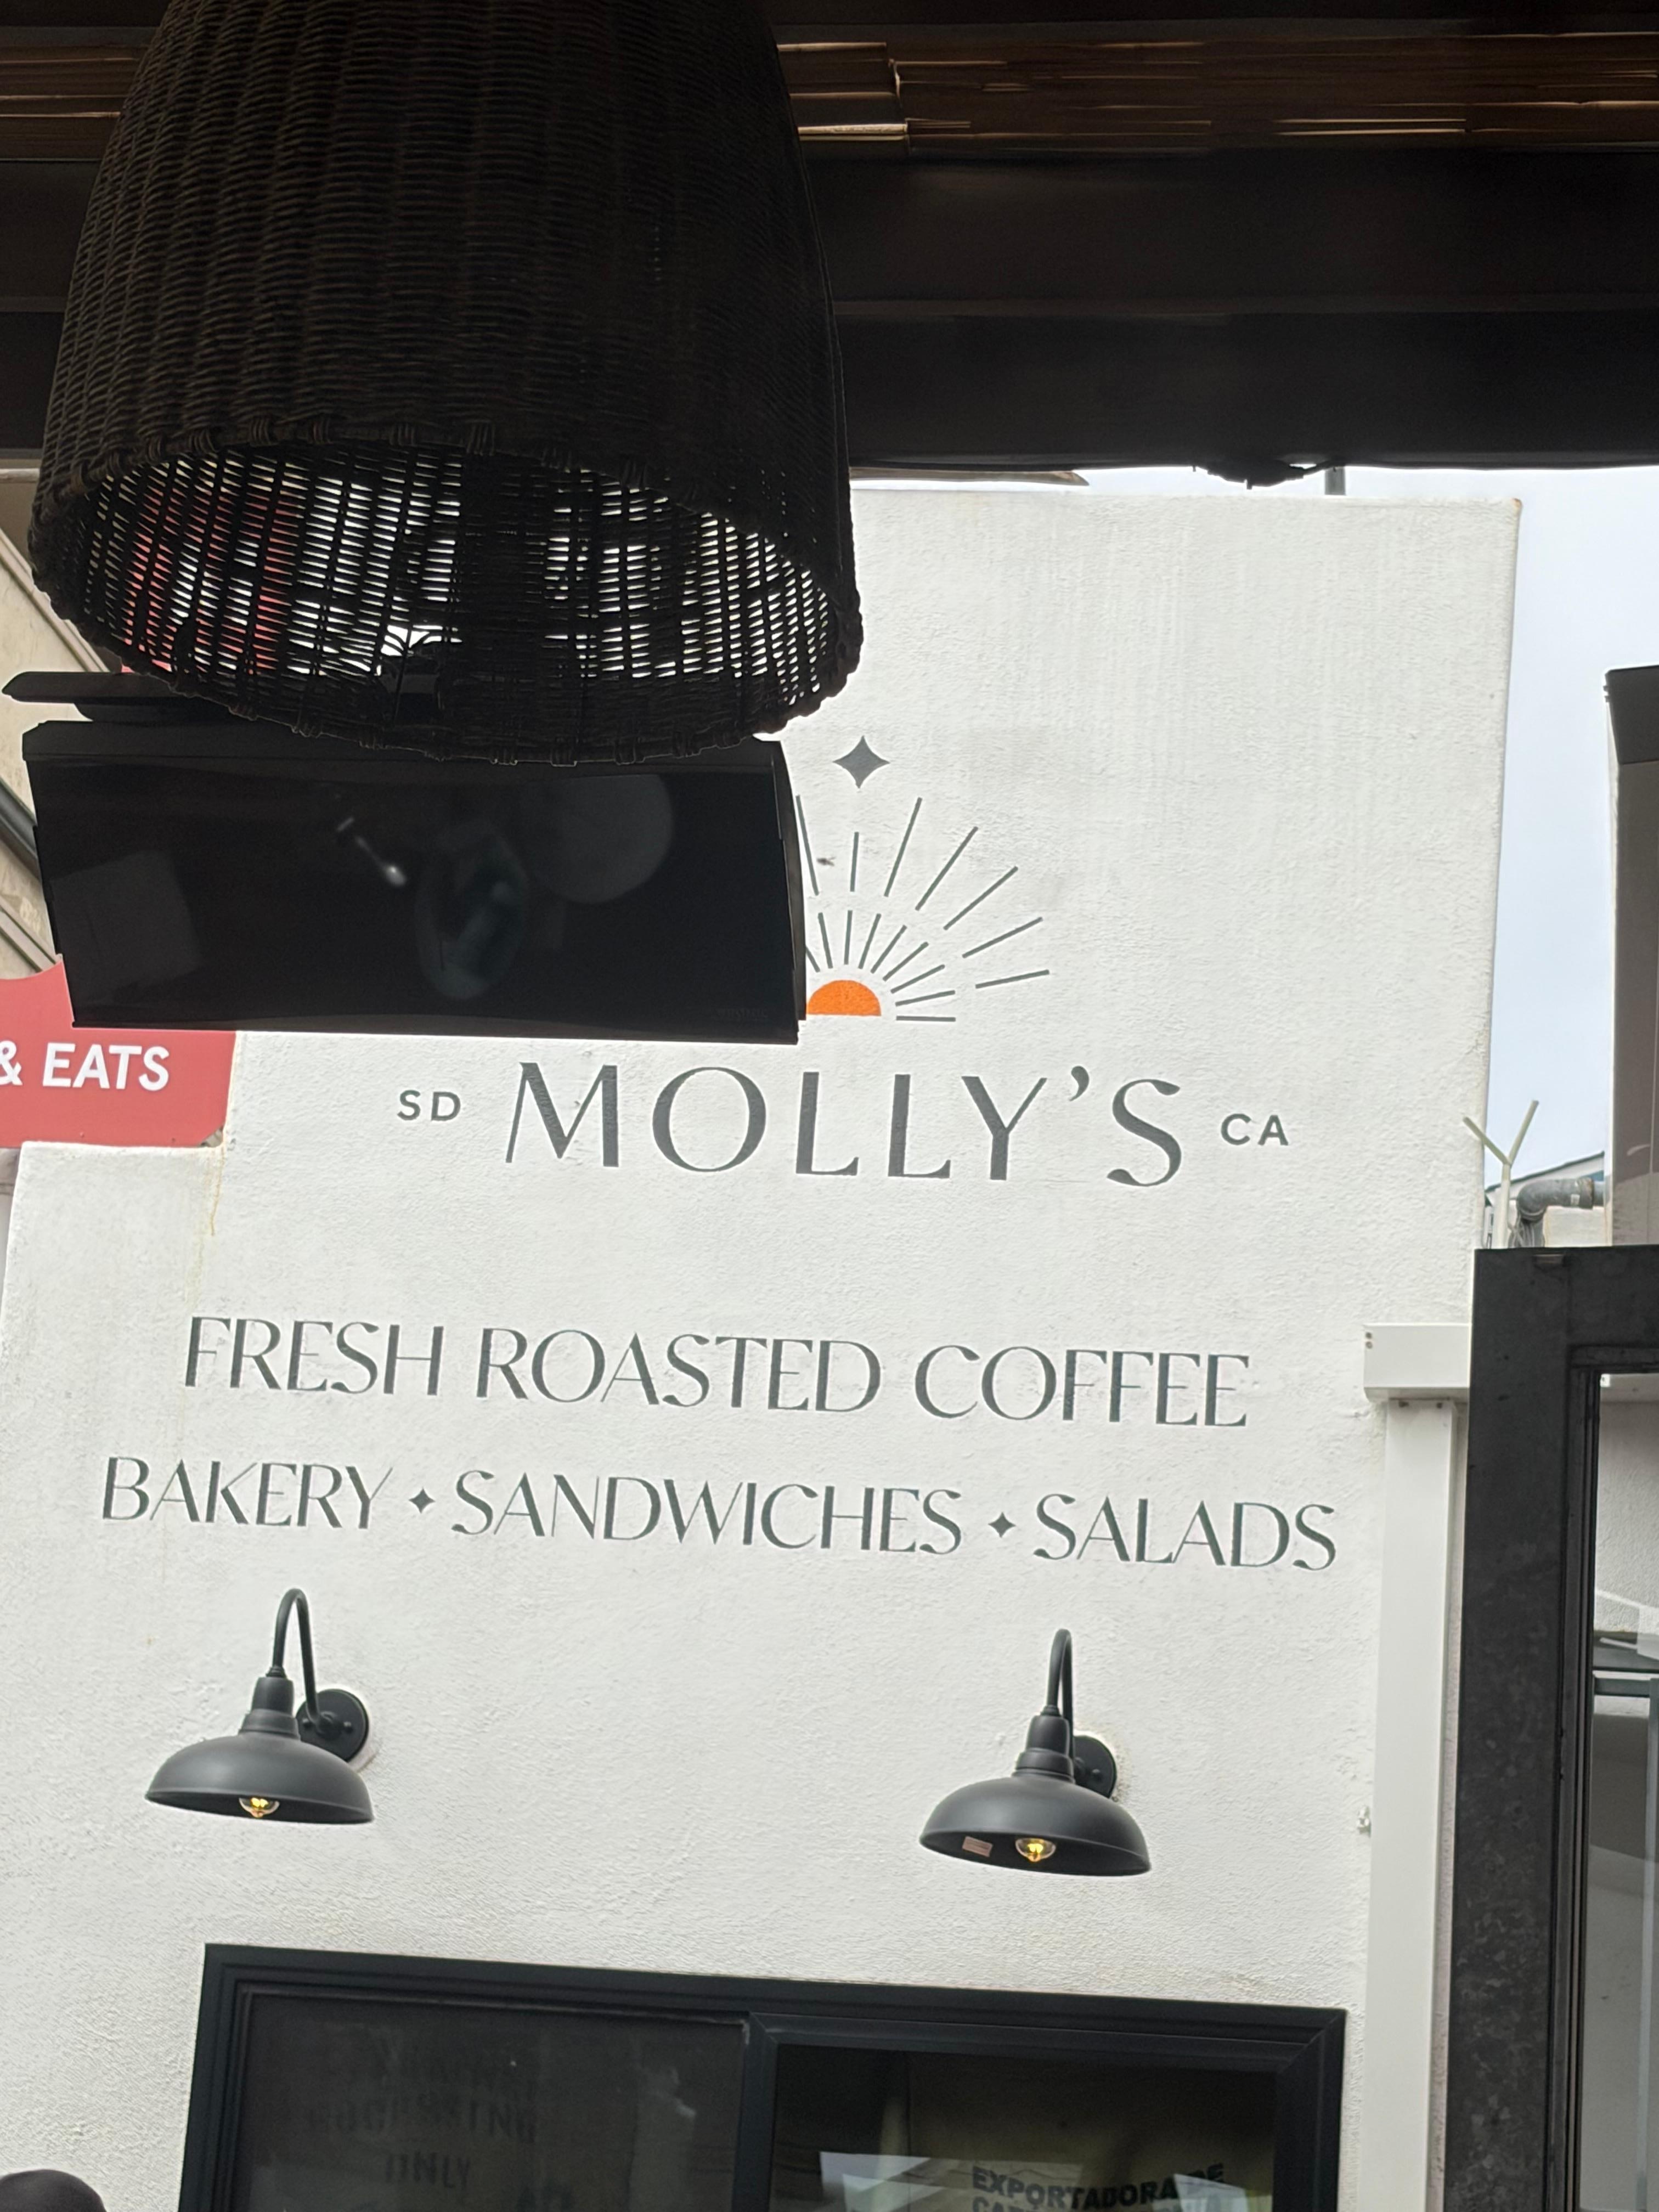 & EATS
SD MOLLY'S CA
FRESH ROASTED COFFEE
BAKERY ✦ SANDWICHES ✦ SALADS
ONLY
EXPORTADORA DE